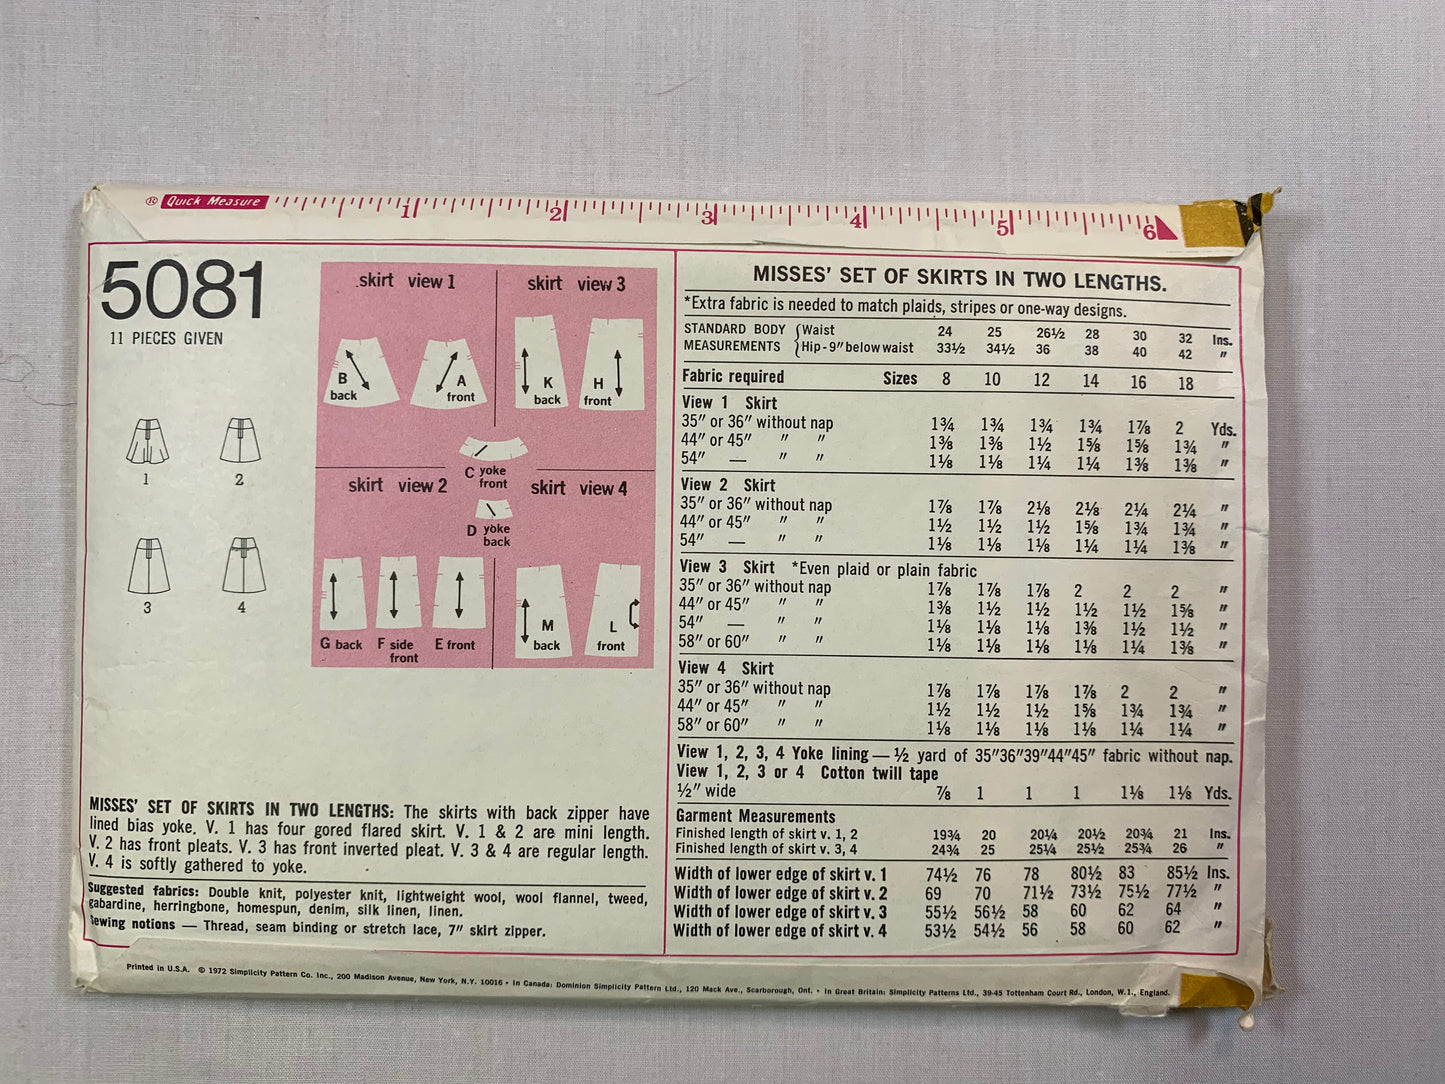 ® Quick Measure 1 2 3 4 5 6
5081
11 PIECES GIVEN
1
2
3
4
skirt view 1
B
back
A
front
skirt view 3
K
back
H
front
C yoke
front
skirt view 2
skirt view 4
D yoke
back
G back F side
front
E front
M
back
L
front
MISSES' SET OF SKIRTS IN TWO LENGTHS: The skirts with back zipper have
lined bias yoke. V. 1 has four gored flared skirt. V. 1 & 2 are mini length.
V. 2 has front pleats. V. 3 has front inverted pleat. V. 3 & 4 are regular length.
V. 4 is softly gathered to yoke.
Suggested fabrics: Double knit, polyester knit, lightweight wool, wool flannel, tweed,
gabardine, herringbone, homespun, denim, silk linen, linen.
Sewing notions — Thread, seam binding or stretch lace, 7" skirt zipper.
MISSES' SET OF SKIRTS IN TWO LENGTHS.
*Extra fabric is needed to match plaids, stripes or one-way designs.
STANDARD BODY MEASUREMENTS
Waist 24 25 26½ 28 30 32 Ins.
Hip-9" below waist 33½ 34½ 36 38 40 42 "
Fabric required Sizes 8 10 12 14 16 18
View 1 Skirt
35" or 36" without nap 1¾ 1¾ 1¾ 1¾ 1⅞ 2 Yds.
44" or 45" " " 1⅜ 1⅜ 1½ 1⅝ 1⅝ 1¾ "
54" — " " 1⅛ 1⅛ 1¼ 1¼ 1⅜ 1⅜ "
View 2 Skirt
35" or 36" without nap 1⅞ 1⅞ 2⅛ 2⅛ 2¼ 2¼ "
44" or 45" " " 1½ 1½ 1½ 1⅝ 1¾ 1¾ "
54" — " " 1⅛ 1⅛ 1⅛ 1¼ 1¼ 1⅜ "
View 3 Skirt *Even plaid or plain fabric
35" or 36" without nap 1⅞ 1⅞ 1⅞ 2 2 2 "
44" or 45" " " 1⅜ 1½ 1½ 1½ 1½ 1⅝ "
54" — " " 1⅛ 1⅛ 1⅛ 1⅜ 1½ 1½ "
58" or 60" " " 1⅛ 1⅛ 1⅛ 1⅛ 1¼ 1⅜ "
View 4 Skirt
35" or 36" without nap 1⅞ 1⅞ 1⅞ 1⅞ 2 2 "
44" or 45" " " 1½ 1½ 1½ 1⅝ 1¾ 1¾ "
58" or 60" " " 1⅛ 1⅛ 1⅛ 1⅛ 1¼ 1¼ "
View 1, 2, 3, 4 Yoke lining — ½ yard of 35"36"39"44"45" fabric without nap.
View 1, 2, 3 or 4 Cotton twill tape
½" wide ⅞ 1 1 1 1⅛ 1⅛ Yds.
Garment Measurements
Finished length of skirt v. 1, 2 19¾ 20 20¼ 20½ 20¾ 21 Ins.
Finished length of skirt v. 3, 4 24¾ 25 25¼ 25½ 25¾ 26 "
Width of lower edge of skirt v. 1 74½ 76 78 80½ 83 85½ Ins.
Width of lower edge of skirt v. 2 69 70 71½ 73½ 75½ 77½ "
Width of lower edge of skirt v. 3 55½ 56½ 58 60 62 64 "
Width of lower edge of skirt v. 4 53½ 54½ 56 58 60 62 "
Printed in U.S.A. © 1972 Simplicity Pattern Co. Inc., 200 Madison Avenue, New York, N.Y. 10016 • In Canada: Dominion Simplicity Pattern Ltd., 120 Mack Ave., Scarborough, Ont. • In Great Britain: Simplicity Patterns Ltd., 39-45 Tottenham Court Rd., London, W.1., England.